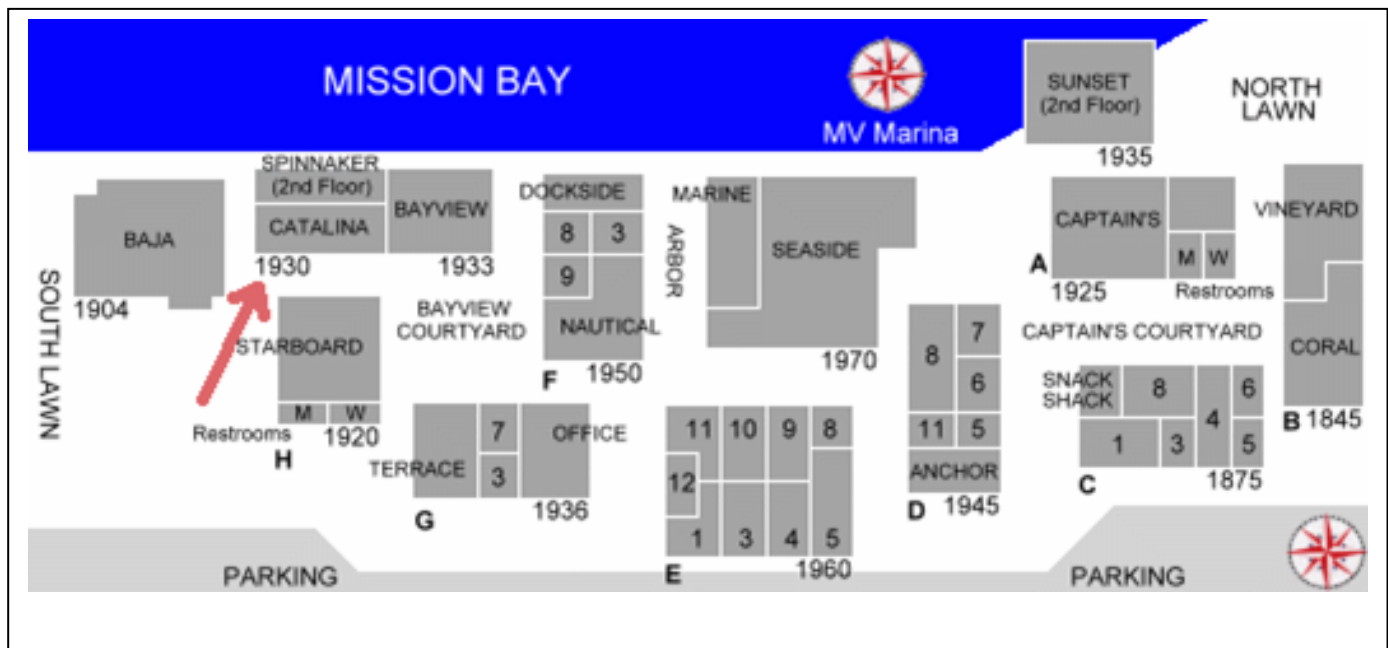 MISSION BAY
MV Marina
SUNSET
(2nd Floor)
1935
NORTH
LAWN
SPINNAKER
(2nd Floor)
CATALINA
1930
BAYVIEW
1933
BAJA
1904
SOUTH LAWN
STARBOARD
M W
Restrooms
1920
H
BAYVIEW
COURTYARD
DOCKSIDE
8 3
9
NAUTICAL
1950
F
TERRACE
7
3
OFFICE
1936
G
ARBOR
MARINE
SEASIDE
1970
11 10 9 8
12
1 3 4 5
1960
E
8 7
6
11 5
ANCHOR
1945
D
CAPTAIN'S
A
1925
M W
Restrooms
CAPTAIN'S COURTYARD
VINEYARD
CORAL
B 1845
SNACK
SHACK
8 4 6
1 3 5
C
1875
PARKING
PARKING